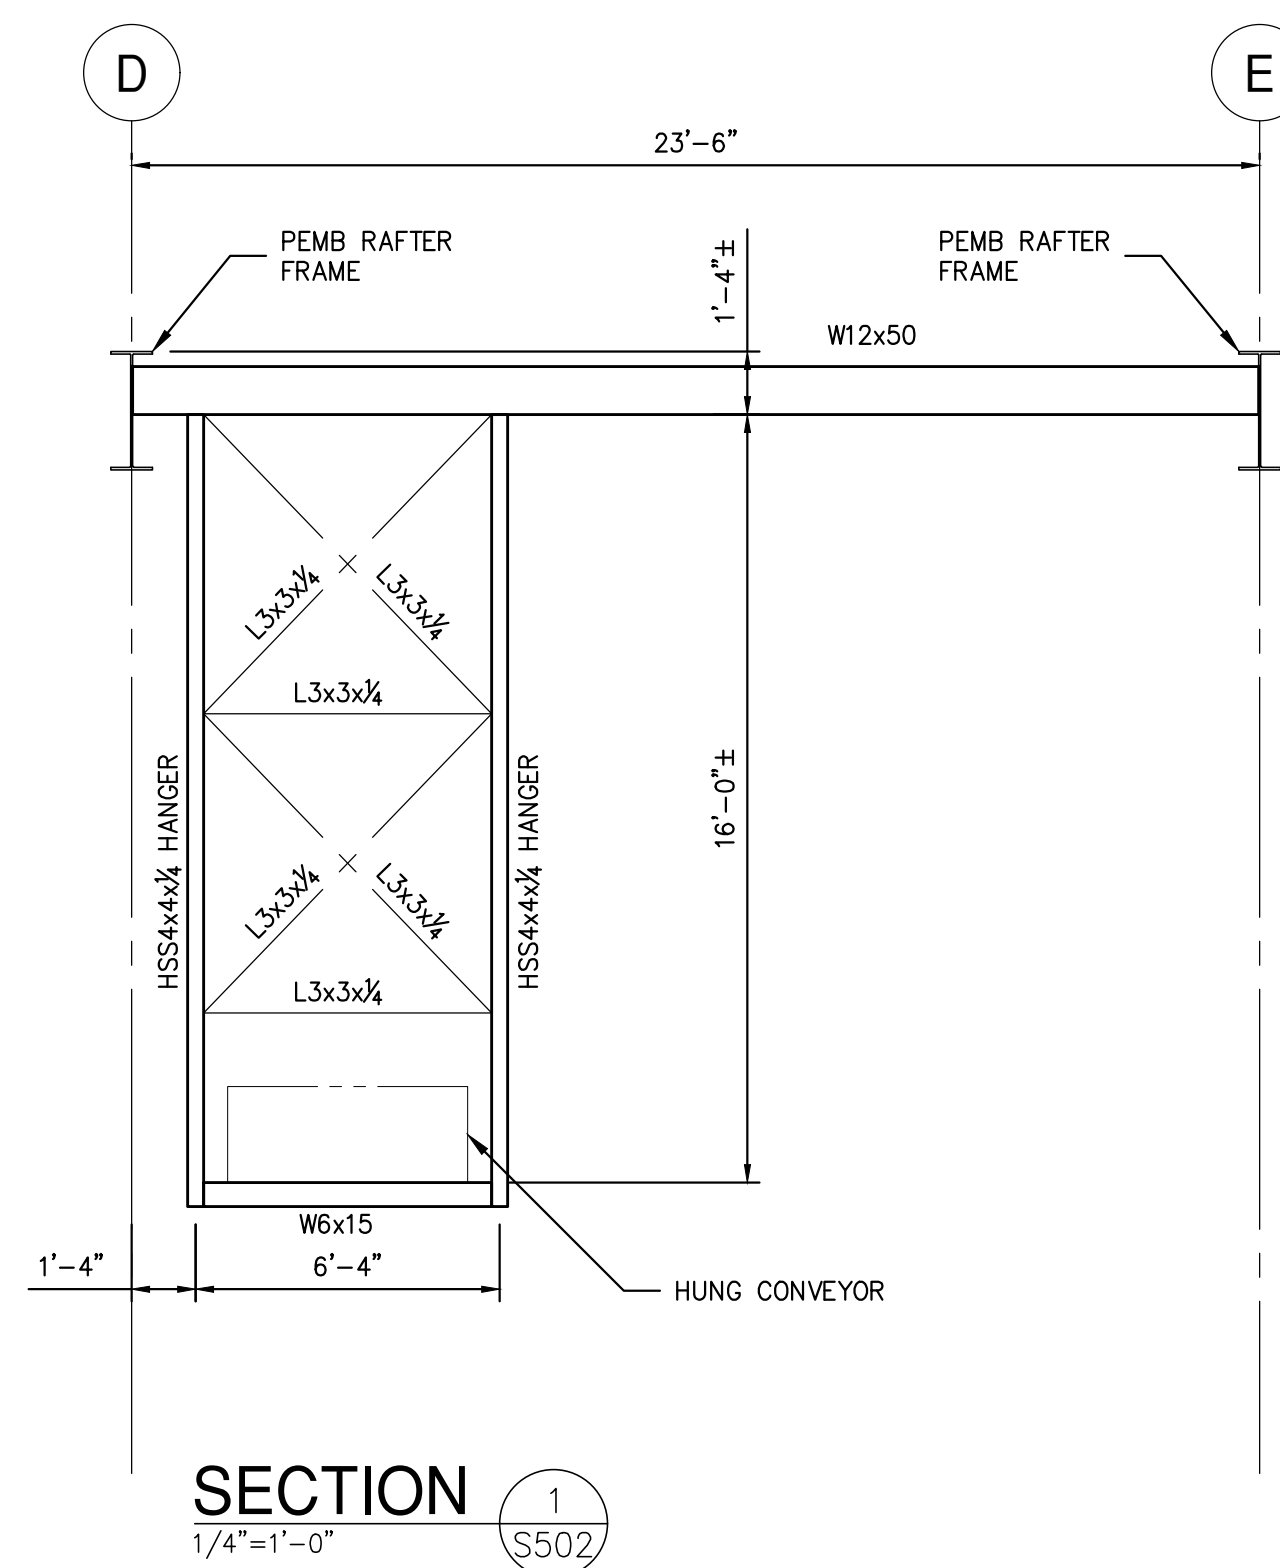 D
E
23'-6"
PEMB RAFTER
FRAME
PEMB RAFTER
FRAME
1'-4"±
W12x50
L3x3x¼
L3x3x¼
L3x3x¼
HSS4x4x¼ HANGER
HSS4x4x¼ HANGER
16'-0"±
L3x3x¼
L3x3x¼
L3x3x¼
W6x15
1'-4"
6'-4"
HUNG CONVEYOR
SECTION
1/4"=1'-0"
1
S502